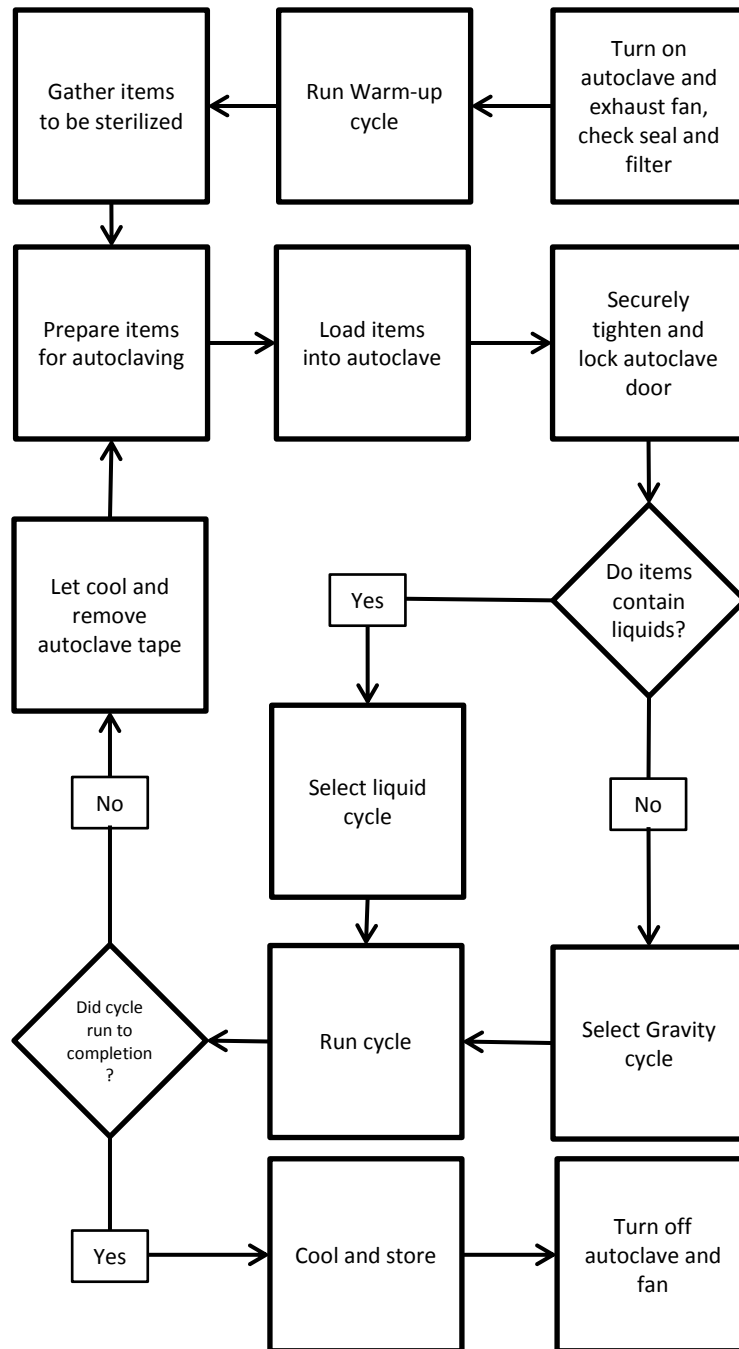 Gather items
to be sterilized
Run Warm-up
cycle
Turn on
autoclave and
exhaust fan,
check seal and
filter
Prepare items
for autoclaving
Load items
into autoclave
Securely
tighten and
lock autoclave
door
Let cool and
remove
autoclave tape
Yes
Do items
contain
liquids?
No
Select liquid
cycle
No
Did cycle
run to
completion
?
Run cycle
Select Gravity
cycle
Yes
Cool and store
Turn off
autoclave and
fan